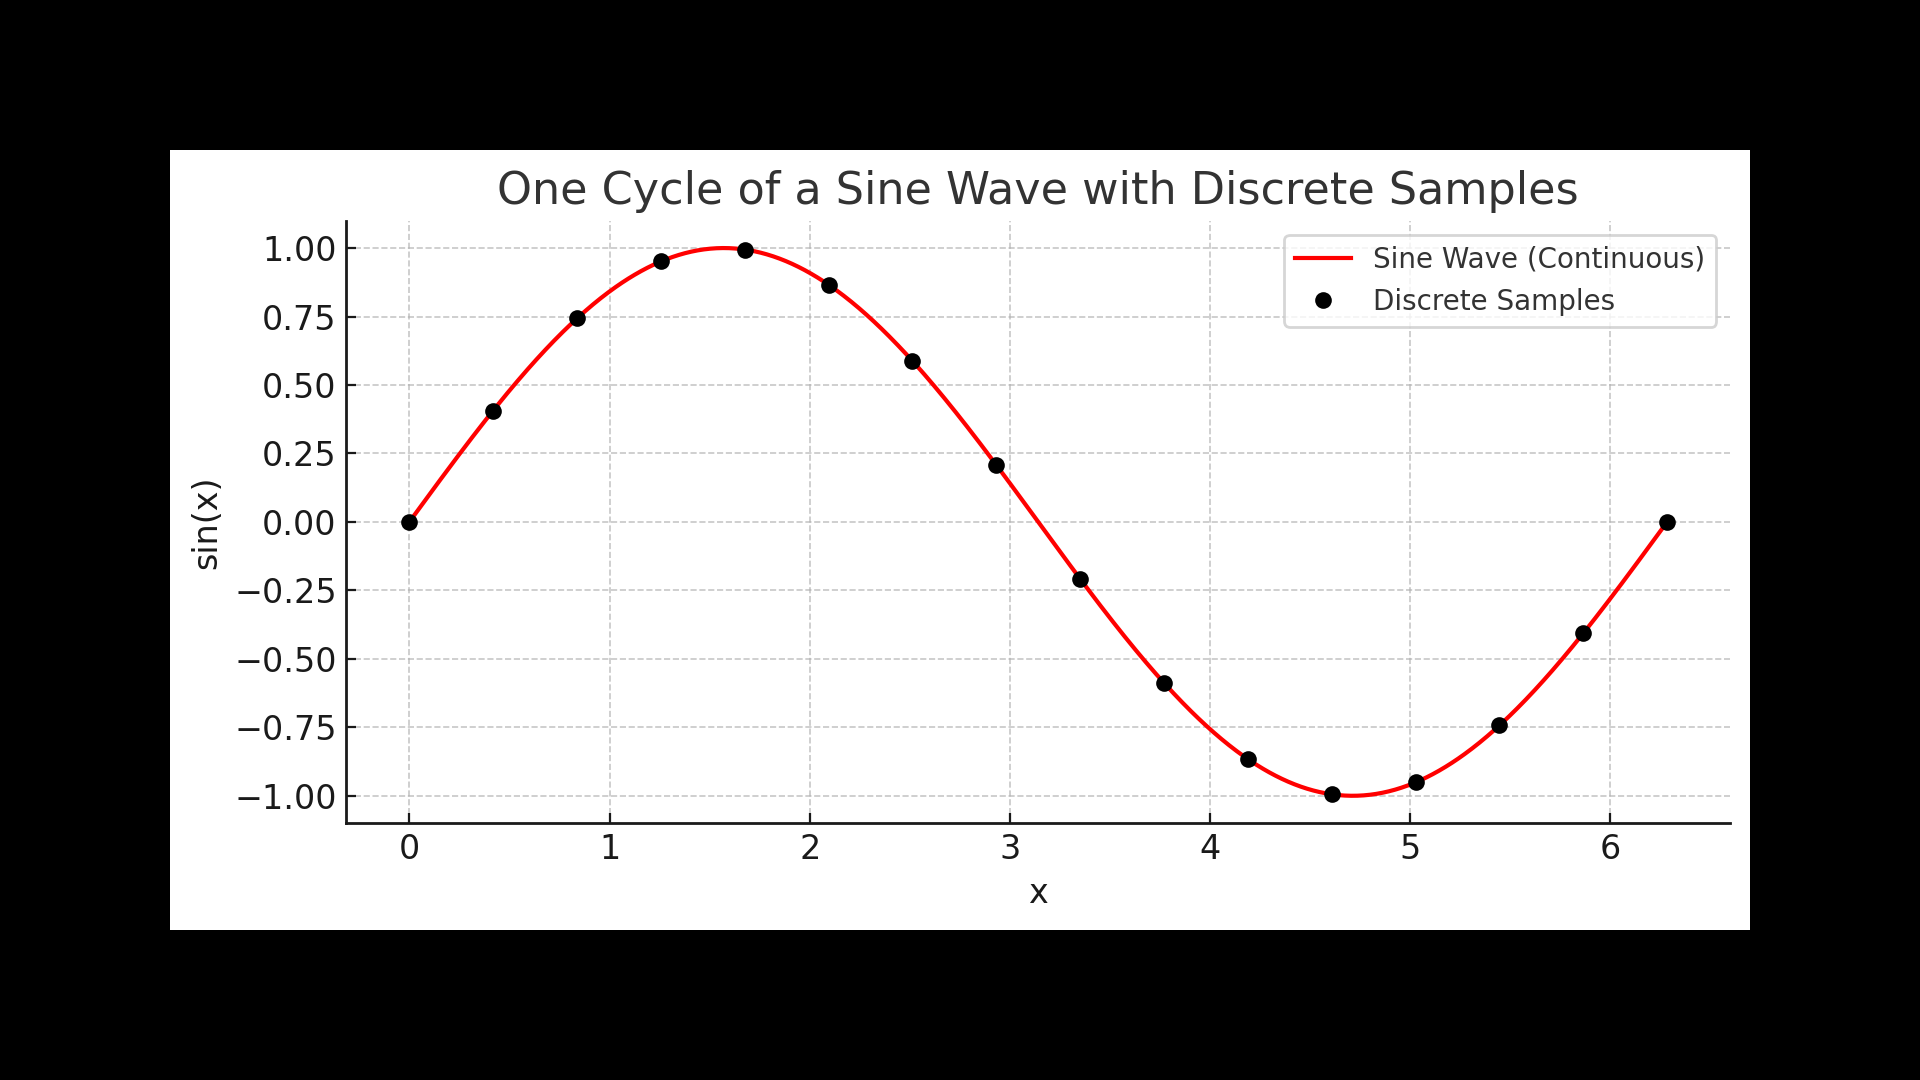 One Cycle of a Sine Wave with Discrete Samples
Sine Wave (Continuous)
Discrete Samples
1.00
0.75
0.50
0.25
0.00
−0.25
−0.50
−0.75
−1.00
sin(x)
0 1 2 3 4 5 6
x